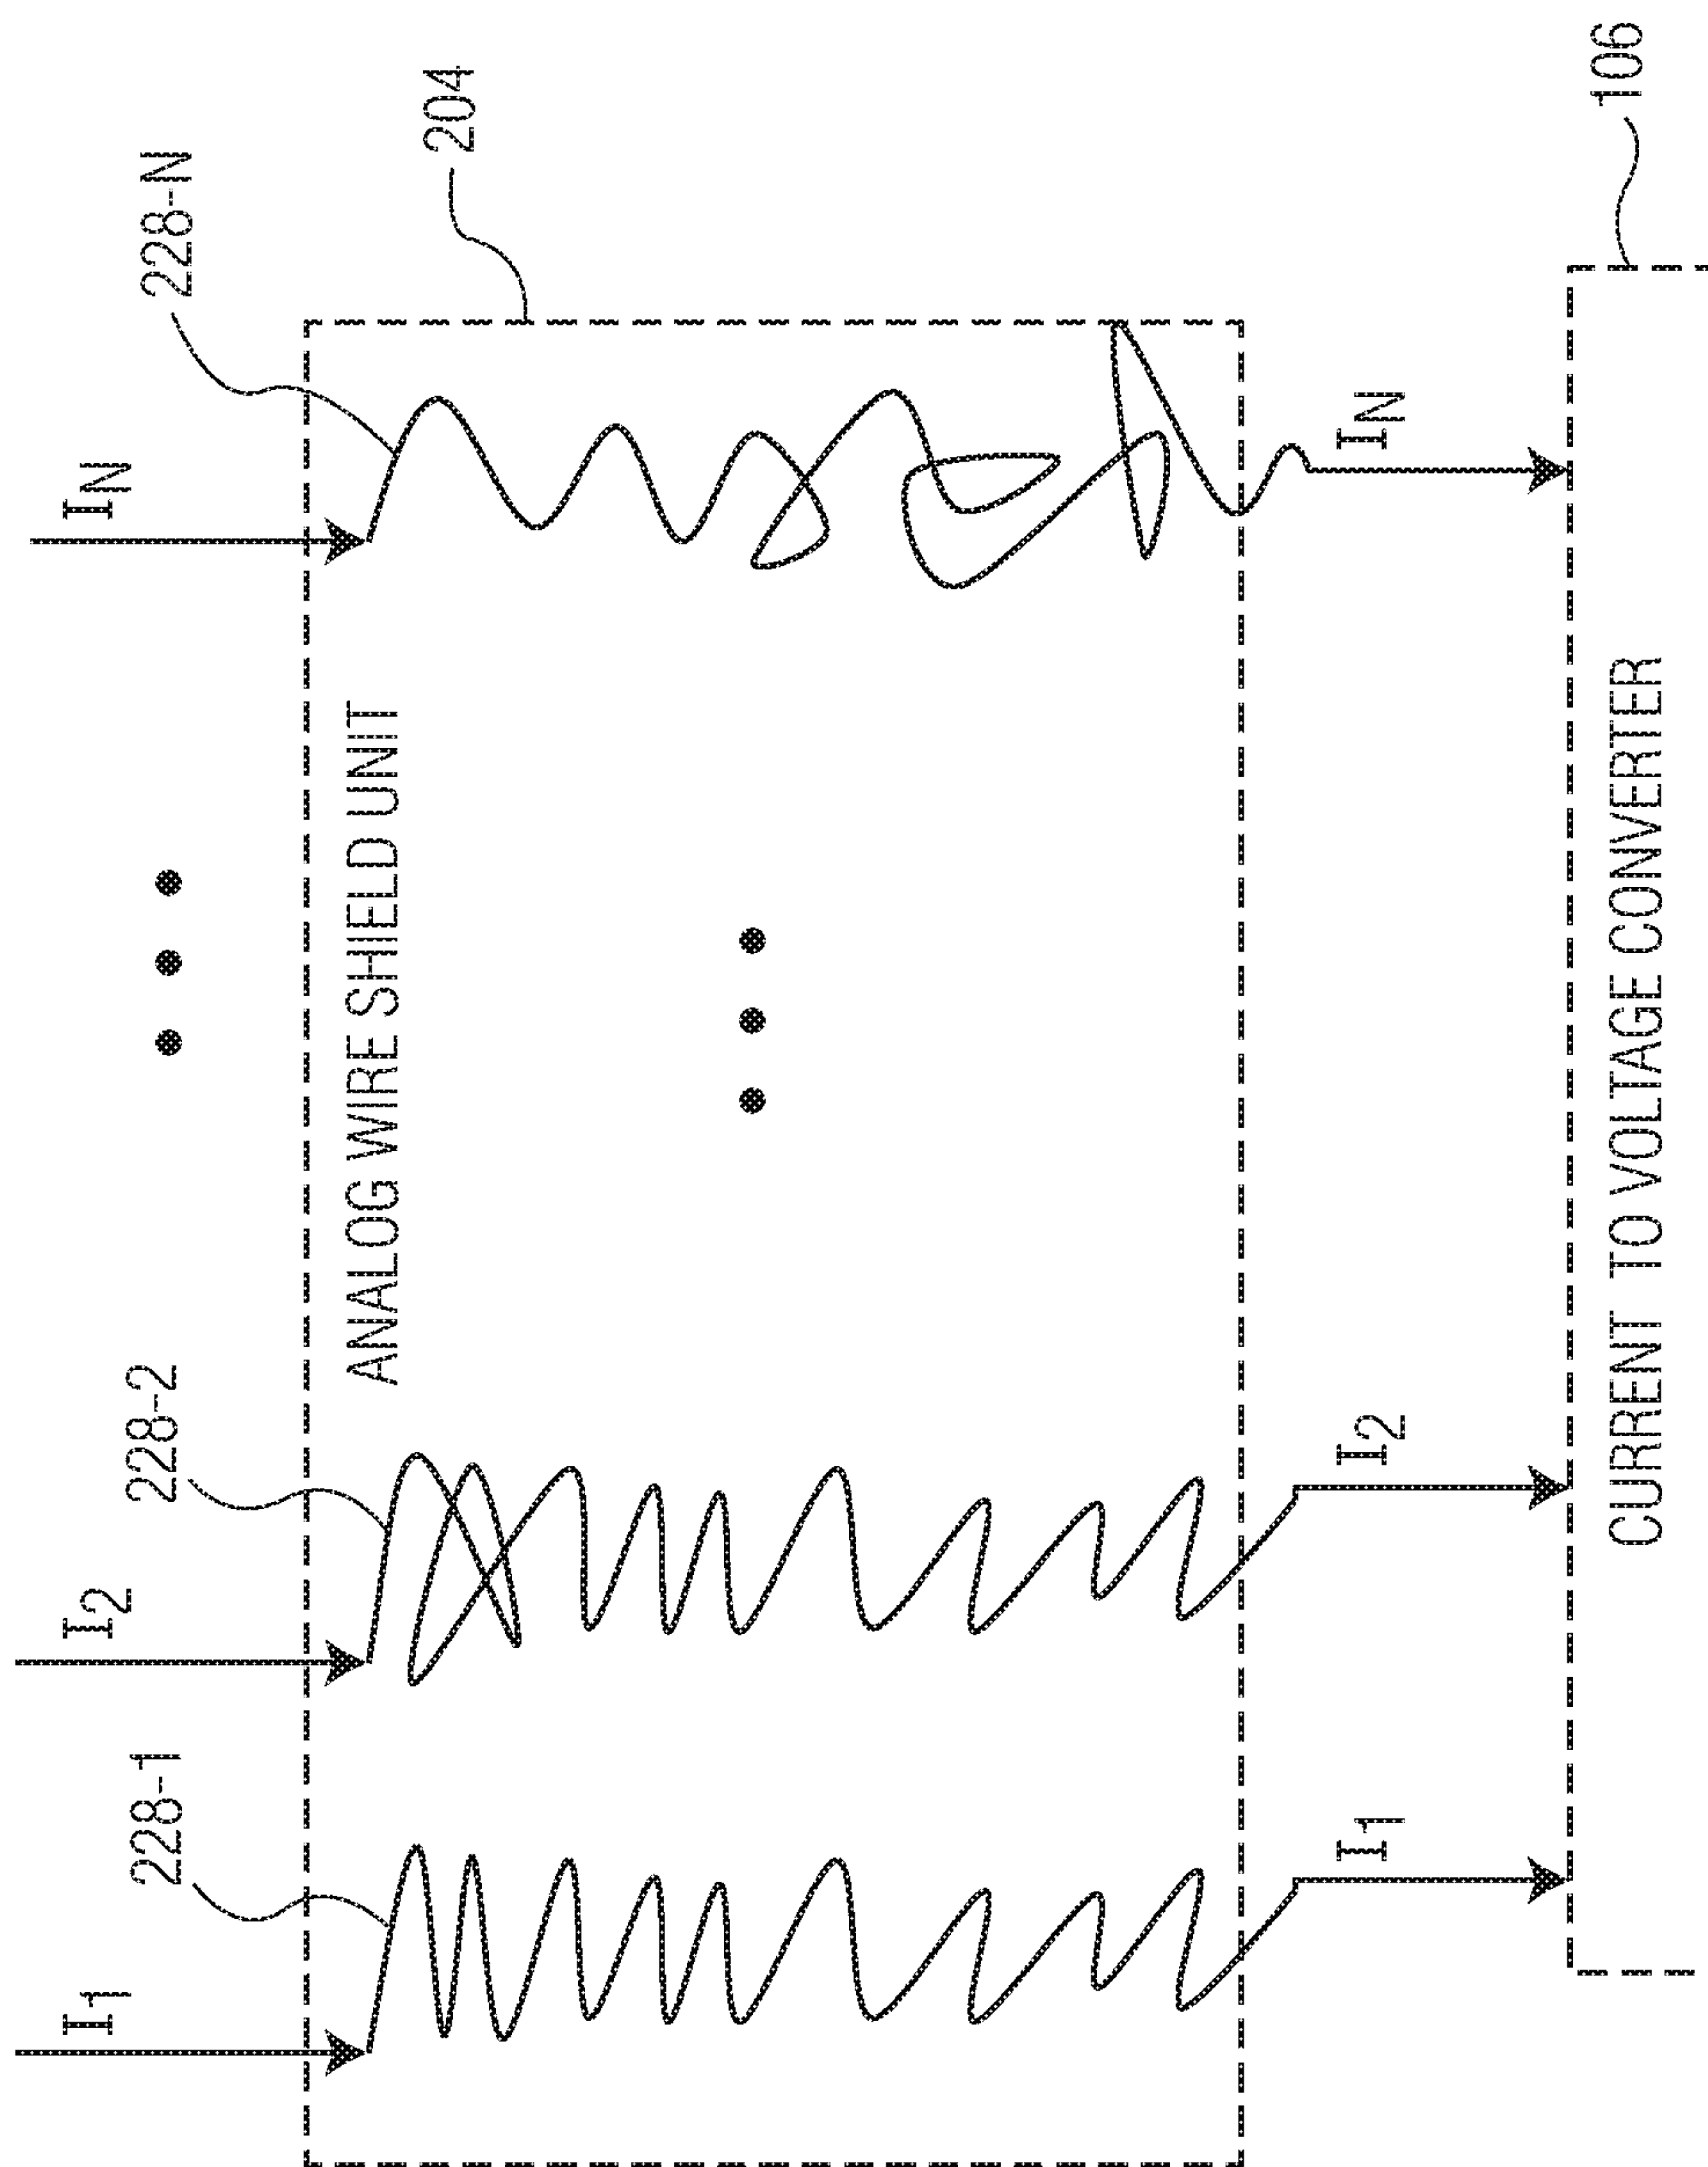 I1
I2
IN
228-1
228-2
228-N
204
ANALOG WIRE SHIELD UNIT
I1
I2
IN
106
CURRENT TO VOLTAGE CONVERTER